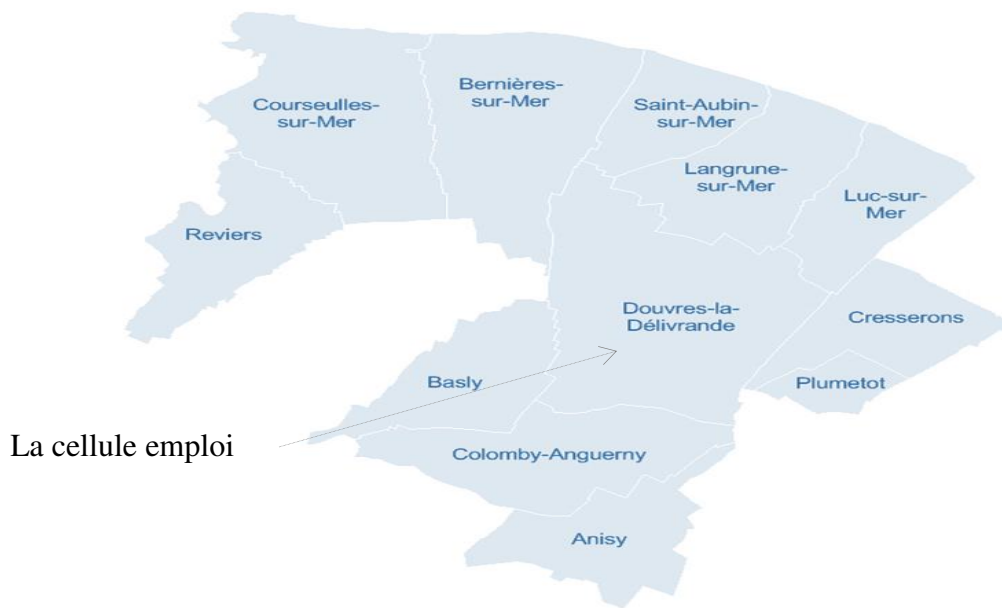 Bernières-
sur-Mer
Courseulles-
sur-Mer
Saint-Aubin-
sur-Mer
Langrune-
sur-Mer
Luc-sur-
Mer
Reviers
Douvres-la-
Délivrande
Cresserons
Basly
Plumetot
La cellule emploi
Colomby-Anguerny
Anisy